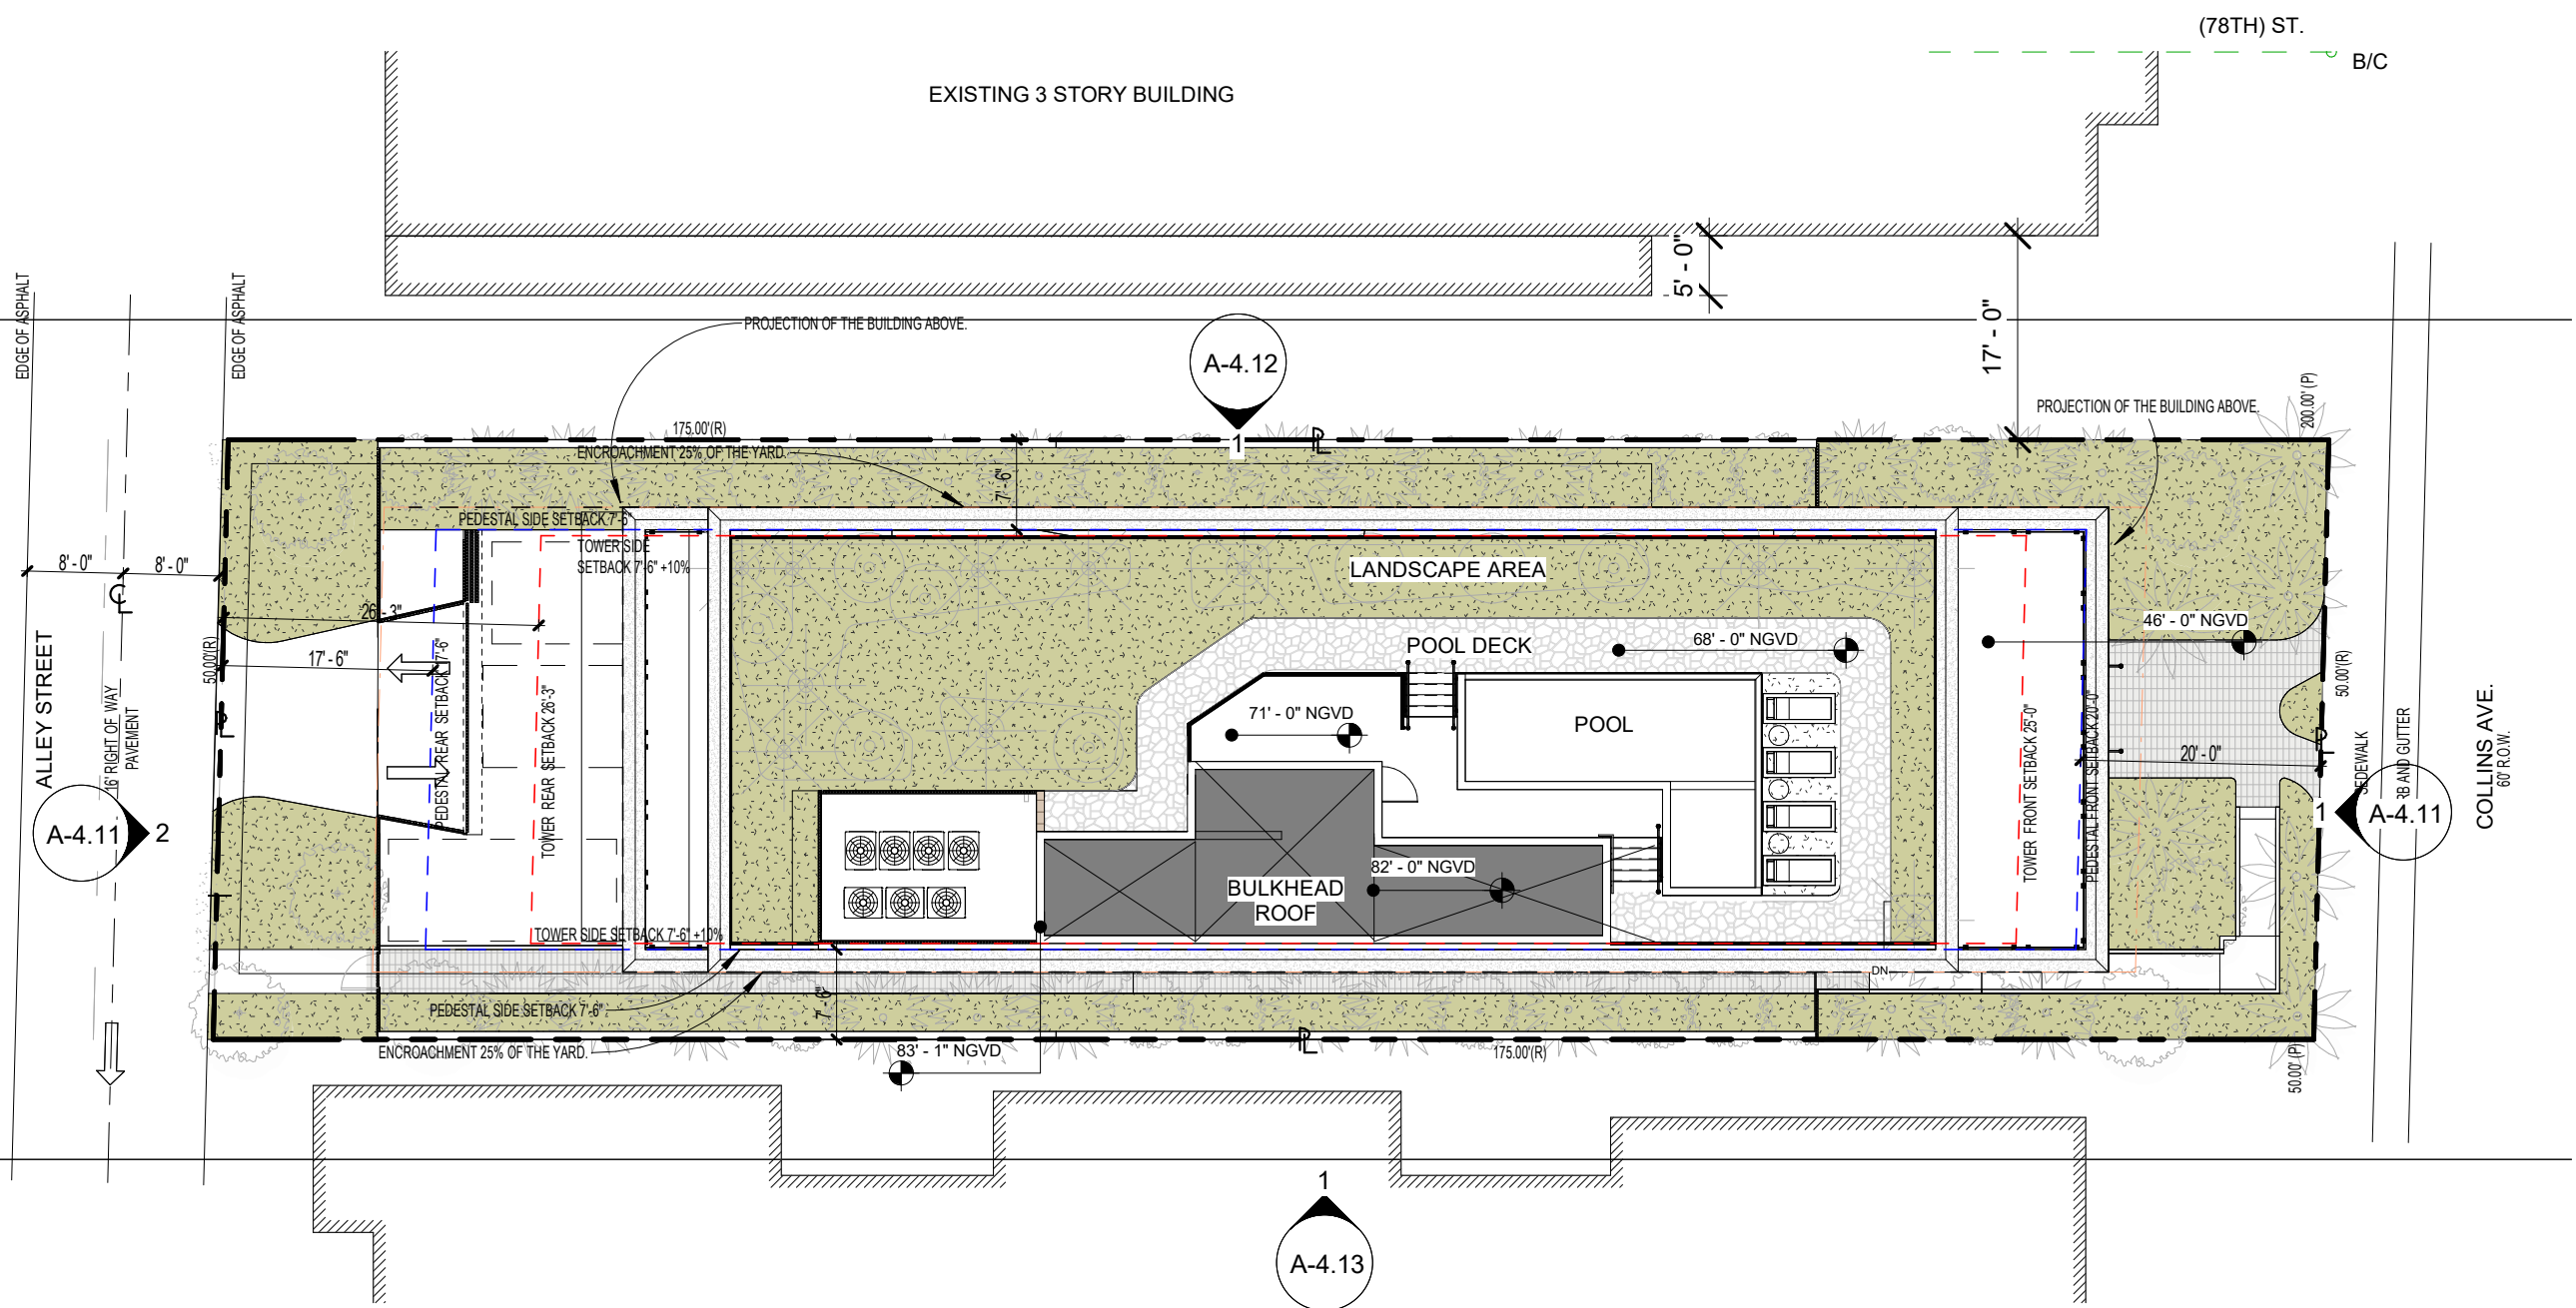 (78TH) ST.
B/C
EXISTING 3 STORY BUILDING
5' - 0"
17' - 0"
EDGE OF ASPHALT
EDGE OF ASPHALT
PROJECTION OF THE BUILDING ABOVE.
A-4.12
1
PROJECTION OF THE BUILDING ABOVE.
200.00' (P)
175.00'(R)
ENCROACHMENT 25% OF THE YARD.
7'-6"
PEDESTAL SIDE SETBACK 7'-6"
TOWER SIDE
SETBACK 7'-6" +10%
LANDSCAPE AREA
8' - 0"
8' - 0"
26' - 3"
17' - 6"
50.00'(R)
POOL DECK
68' - 0" NGVD
46' - 0" NGVD
71' - 0" NGVD
POOL
50.00'(R)
20' - 0"
ALLEY STREET
16' RIGHT OF WAY
PAVEMENT
PEDESTAL REAR SETBACK 17'-6"
TOWER REAR SETBACK 26'-3"
TOWER FRONT SETBACK 25'-0"
PEDESTAL FRONT SETBACK 20'-0"
SIDEWALK
RB AND GUTTER
COLLINS AVE.
60' R.O.W.
A-4.11
2
1
A-4.11
82' - 0" NGVD
BULKHEAD
ROOF
TOWER SIDE SETBACK 7'-6" +10%
DN
PEDESTAL SIDE SETBACK 7'-6"
7'-6"
ENCROACHMENT 25% OF THE YARD.
83' - 1" NGVD
175.00'(R)
50.00' (P)
1
A-4.13